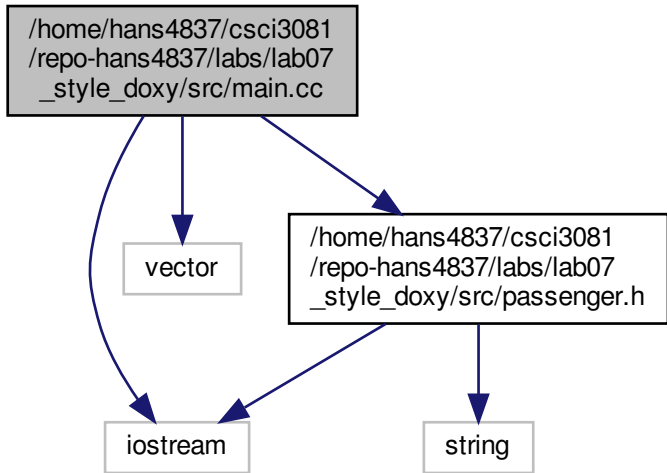 /home/hans4837/csci3081
/repo-hans4837/labs/lab07
_style_doxy/src/main.cc
vector
/home/hans4837/csci3081
/repo-hans4837/labs/lab07
_style_doxy/src/passenger.h
iostream
string